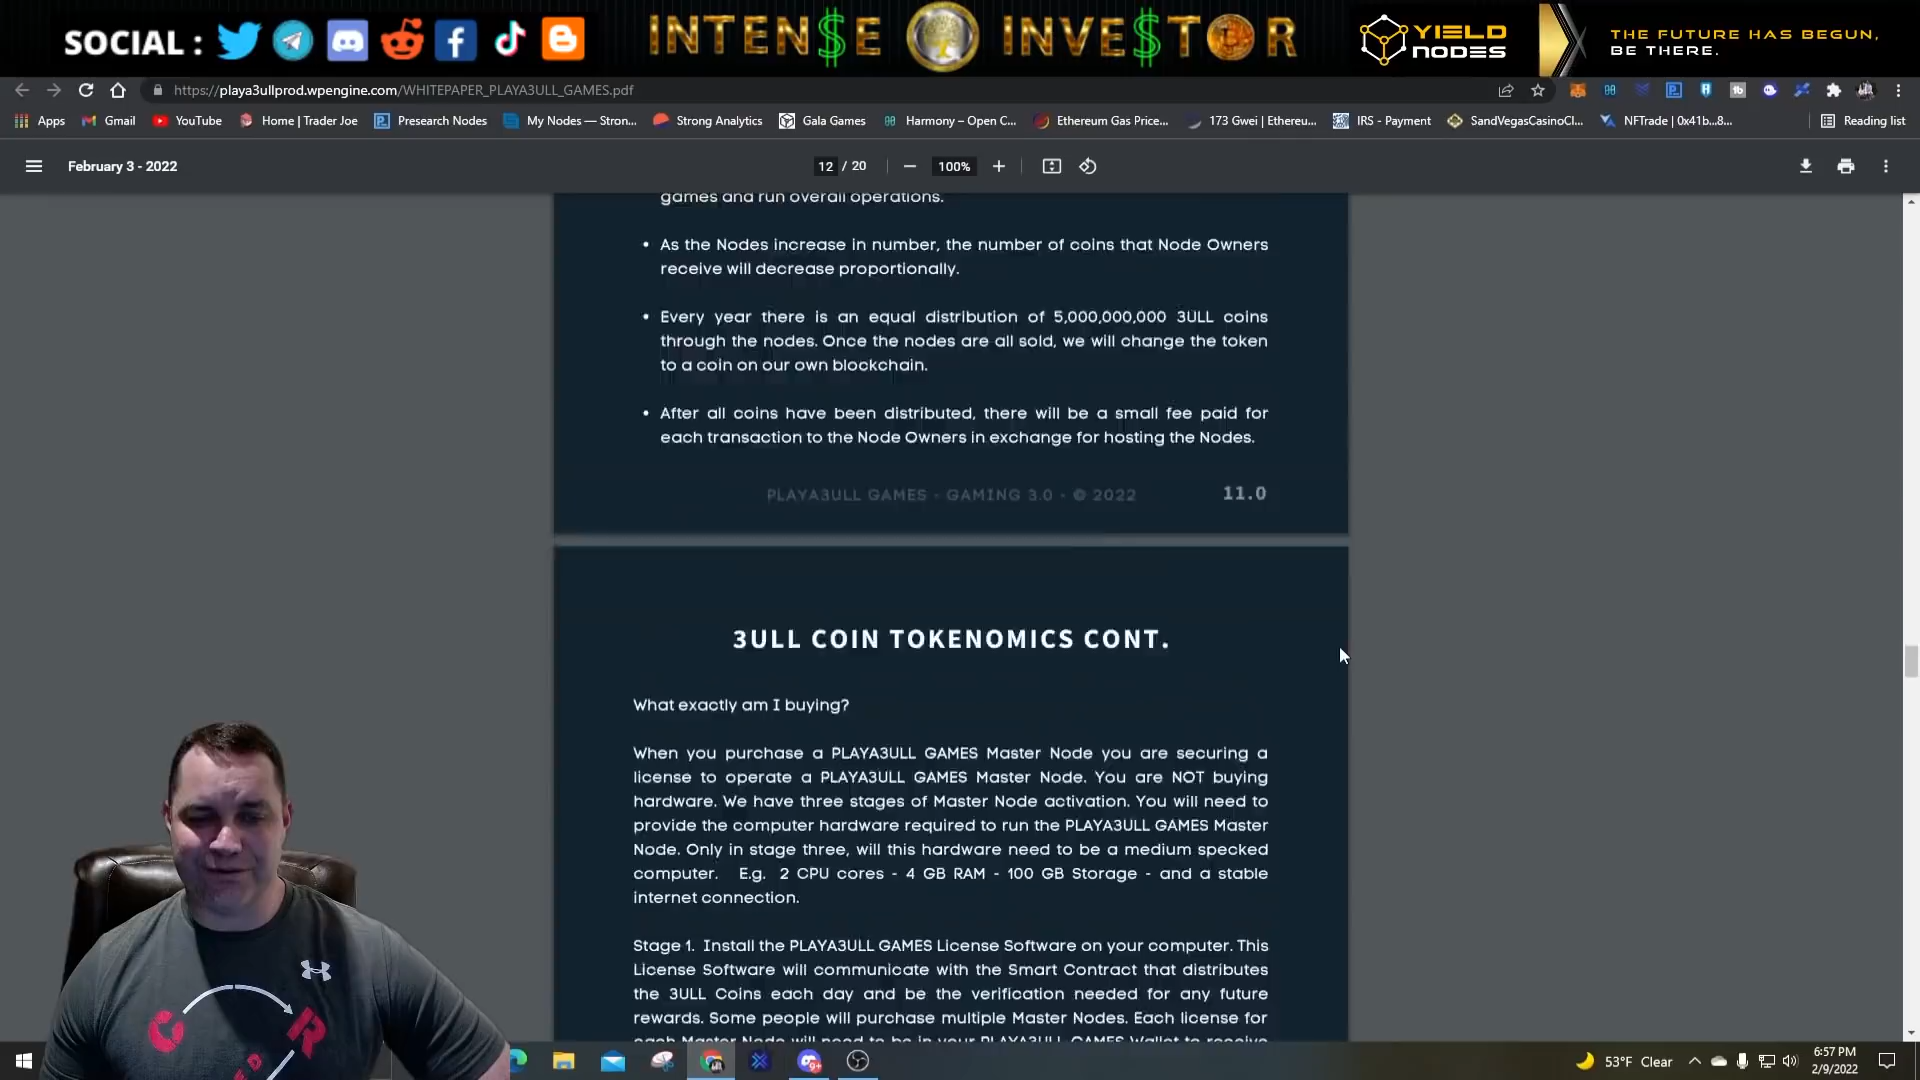 SOCIAL :
INTEN$E INVE$TOR
YIELD NODES
THE FUTURE HAS BEGUN,
BE THERE.
https://playa3ullprod.wpengine.com/WHITEPAPER_PLAYA3ULL_GAMES.pdf
Apps Gmail YouTube Home | Trader Joe Presearch Nodes My Nodes — Stron... Strong Analytics Gala Games Harmony – Open C... Ethereum Gas Price... 173 Gwei | Ethereu... IRS - Payment SandVegasCasinoCl... NFTrade | 0x41b...8... Reading list
February 3 - 2022
12 / 20
100%
games and run overall operations.
• As the Nodes increase in number, the number of coins that Node Owners
receive will decrease proportionally.
• Every year there is an equal distribution of 5,000,000,000 3ULL coins
through the nodes. Once the nodes are all sold, we will change the token
to a coin on our own blockchain.
• After all coins have been distributed, there will be a small fee paid for
each transaction to the Node Owners in exchange for hosting the Nodes.
PLAYA3ULL GAMES - GAMING 3.0 - © 2022
11.0
3ULL COIN TOKENOMICS CONT.
What exactly am I buying?
When you purchase a PLAYA3ULL GAMES Master Node you are securing a
license to operate a PLAYA3ULL GAMES Master Node. You are NOT buying
hardware. We have three stages of Master Node activation. You will need to
provide the computer hardware required to run the PLAYA3ULL GAMES Master
Node. Only in stage three, will this hardware need to be a medium specked
computer. E.g. 2 CPU cores - 4 GB RAM - 100 GB Storage - and a stable
internet connection.
Stage 1. Install the PLAYA3ULL GAMES License Software on your computer. This
License Software will communicate with the Smart Contract that distributes
the 3ULL Coins each day and be the verification needed for any future
rewards. Some people will purchase multiple Master Nodes. Each license for
each Master Node will need to be in your PLAYA3ULL GAMES Wallet to receive
53°F Clear
6:57 PM
2/9/2022